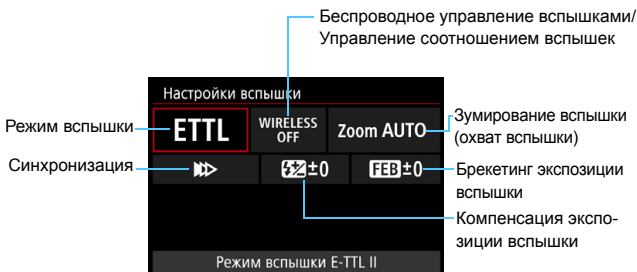 Беспроводное управление вспышками/
Управление соотношением вспышек
Настройки вспышки
Режим вспышки
ETTL
WIRELESS
OFF
Zoom AUTO
Зумирование вспышки
(охват вспышки)
Синхронизация
±0
FEB±0
Брекетинг экспозиции
вспышки
Компенсация экспо-
зиции вспышки
Режим вспышки E-TTL II